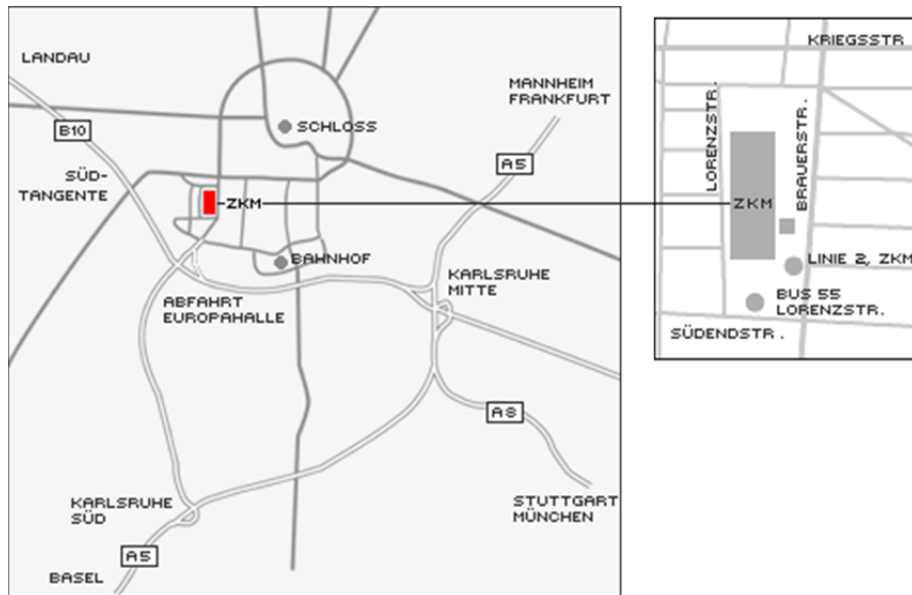 LANDAU
B10
SCHLOSS
MANNHEIM
FRANKFURT
A5
SÜD-
TANGENTE
ZKM
BAHNHOF
ABFAHRT
EUROPAHALLE
KARLSRUHE
MITTE
A8
KARLSRUHE
SÜD
STUTTGART
MÜNCHEN
A5
BASEL
KRIEGSSTR
LORENZSTR.
BRAUERSTR.
ZKM
LINIE 2, ZKM
BUS 55
LORENZSTR.
SÜDENDSTR.